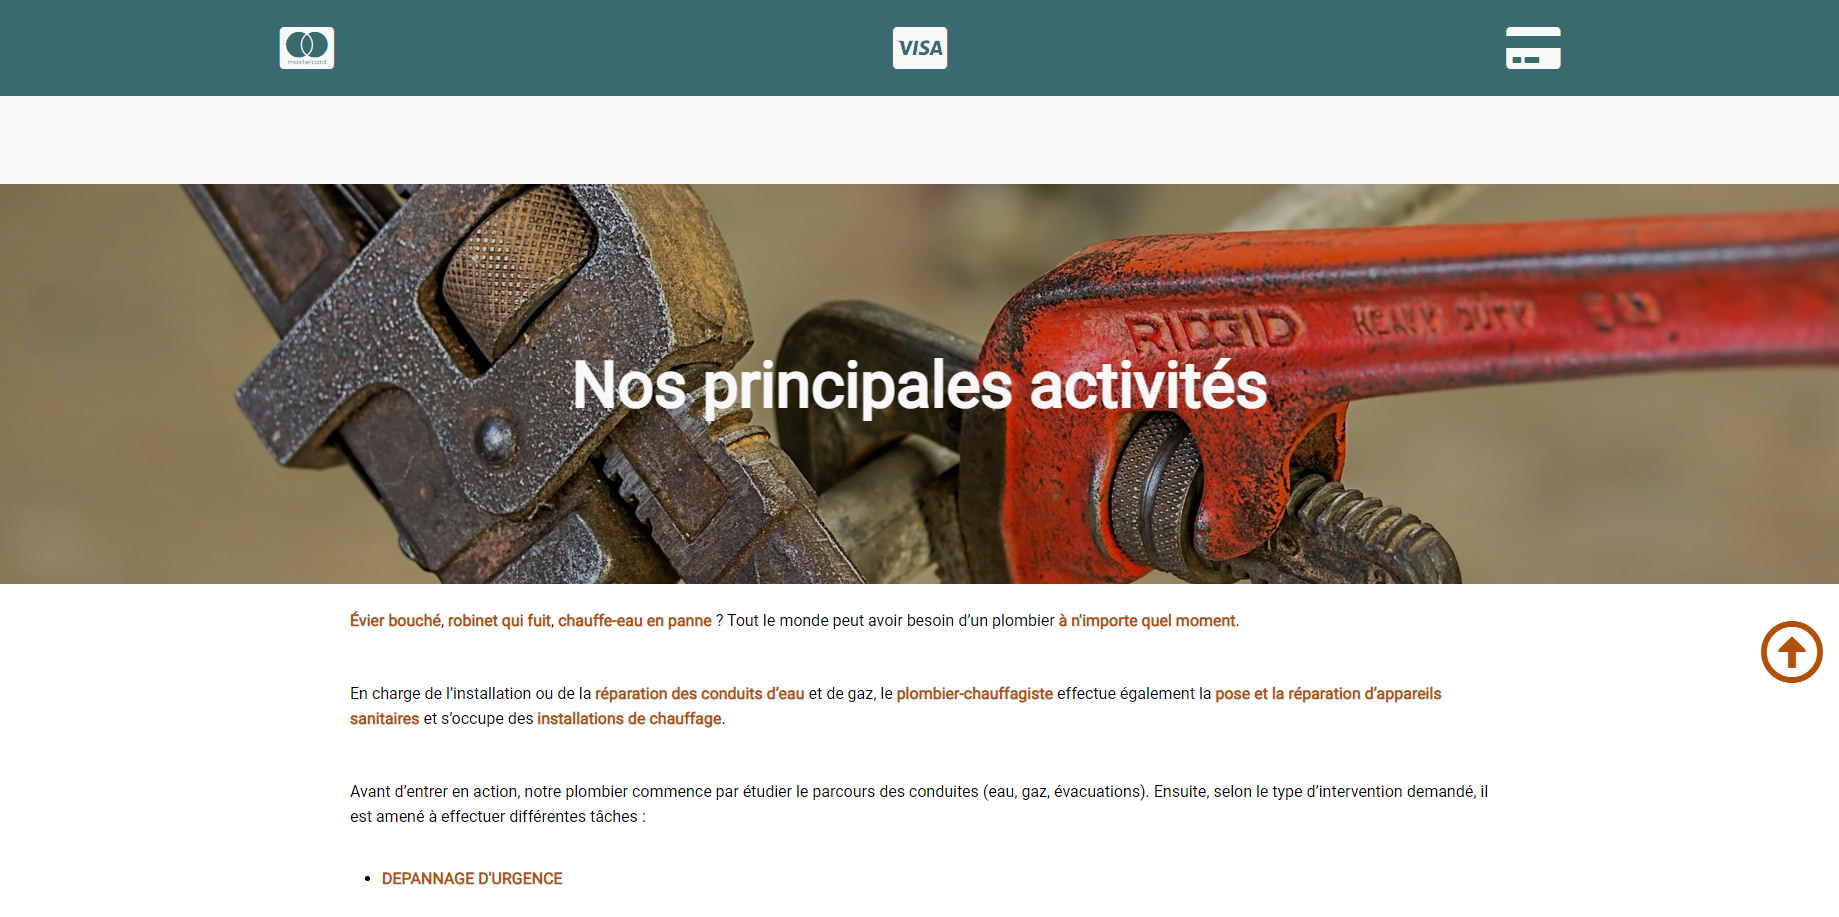 mastercard
VISA
RIDGID HEAVY DUTY
Nos principales activités
Évier bouché, robinet qui fuit, chauffe-eau en panne ? Tout le monde peut avoir besoin d’un plombier à n'importe quel moment.
En charge de l’installation ou de la réparation des conduits d’eau et de gaz, le plombier-chauffagiste effectue également la pose et la réparation d’appareils
sanitaires et s’occupe des installations de chauffage.
Avant d’entrer en action, notre plombier commence par étudier le parcours des conduites (eau, gaz, évacuations). Ensuite, selon le type d’intervention demandé, il
est amené à effectuer différentes tâches :
• DEPANNAGE D'URGENCE